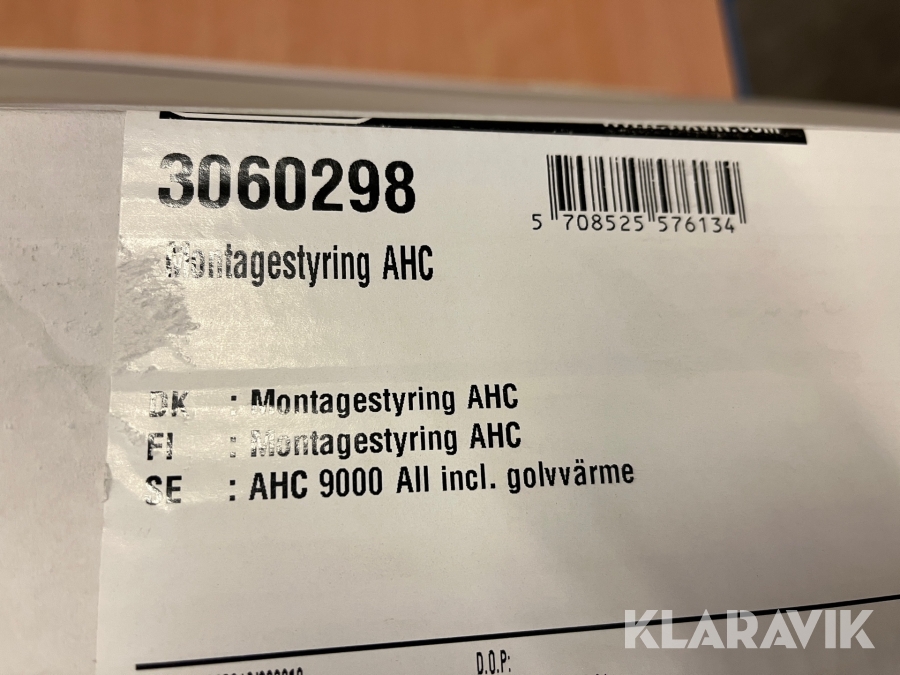 3060298
5 708525 576134
Montagestyring AHC
DK : Montagestyring AHC
FI : Montagestyring AHC
SE : AHC 9000 All incl. golvvärme
D.O.P:
KLARAVIK